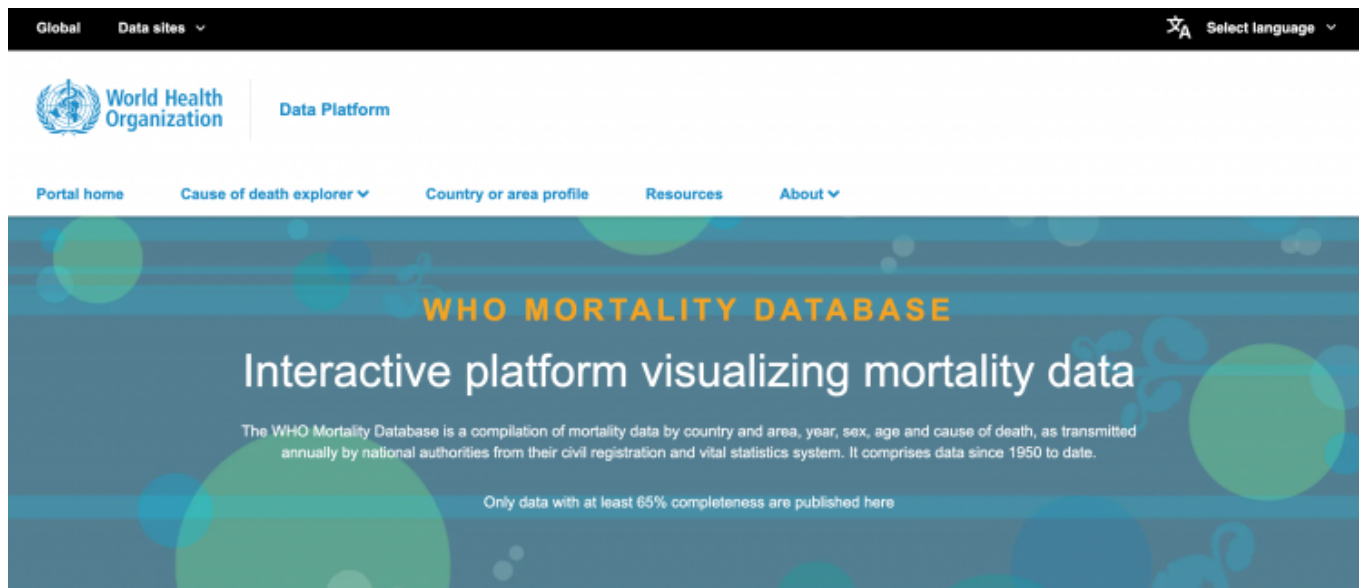 Global Data sites
Select language
World Health
Organization
Data Platform
Portal home Cause of death explorer Country or area profile Resources About
WHO MORTALITY DATABASE
Interactive platform visualizing mortality data
The WHO Mortality Database is a compilation of mortality data by country and area, year, sex, age and cause of death, as transmitted
annually by national authorities from their civil registration and vital statistics system. It comprises data since 1950 to date.
Only data with at least 65% completeness are published here